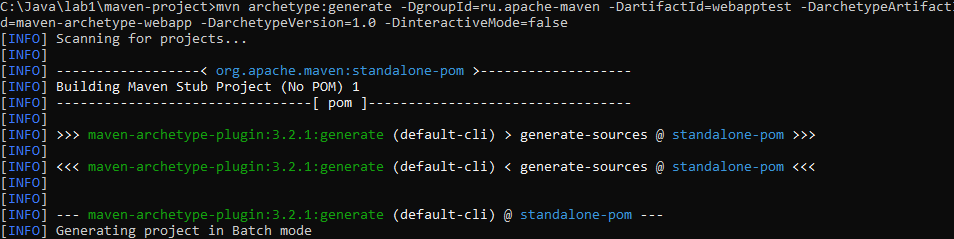 C:\Java\lab1\maven-project>mvn archetype:generate -DgroupId=ru.apache-maven -DartifactId=webapptest -DarchetypeArtifactI
d=maven-archetype-webapp -DarchetypeVersion=1.0 -DinteractiveMode=false
[INFO] Scanning for projects...
[INFO]
[INFO] ------------------< org.apache.maven:standalone-pom >-------------------
[INFO] Building Maven Stub Project (No POM) 1
[INFO] --------------------------------[ pom ]---------------------------------
[INFO]
[INFO] >>> maven-archetype-plugin:3.2.1:generate (default-cli) > generate-sources @ standalone-pom >>>
[INFO]
[INFO] <<< maven-archetype-plugin:3.2.1:generate (default-cli) < generate-sources @ standalone-pom <<<
[INFO]
[INFO]
[INFO] --- maven-archetype-plugin:3.2.1:generate (default-cli) @ standalone-pom ---
[INFO] Generating project in Batch mode